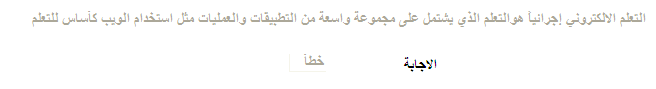 التعلم الالكتروني إجرائياً هوالتعلم الذي يشتمل على مجموعة واسعة من التطبيقات والعمليات مثل استخدام الويب كأساس للتعلم
الاجابة خطأ